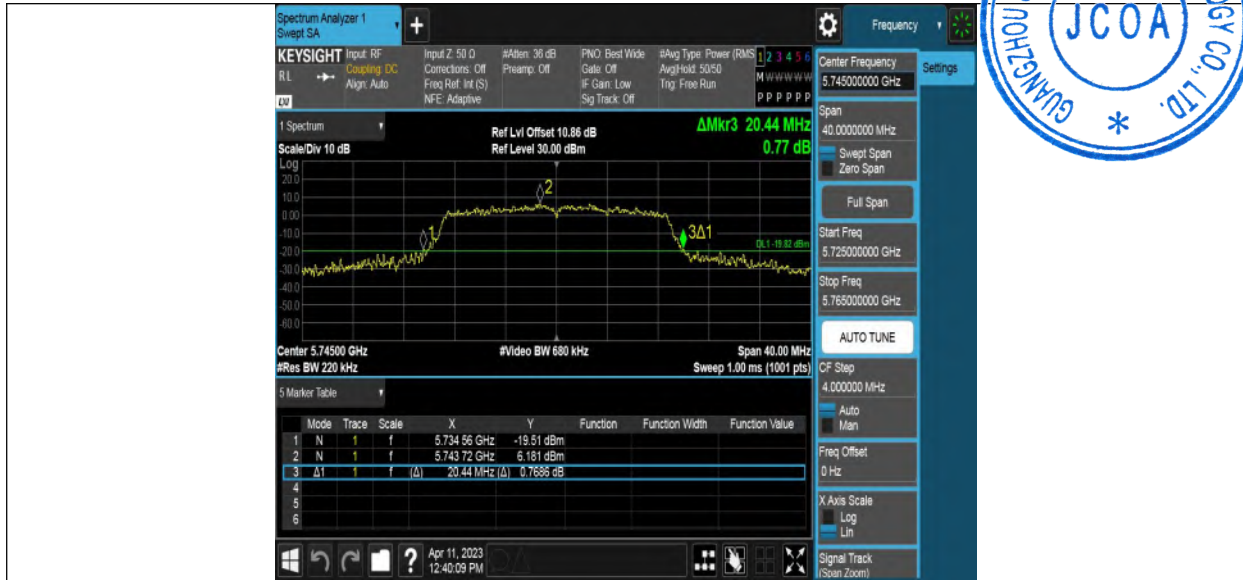 Spectrum Analyzer 1
Swept SA
+
Frequency
KEYSIGHT Input: RF
Coupling: DC
Align: Auto
RL
Input Z: 50 Ω
Corrections: Off
Freq Ref: Int (S)
NFE: Adaptive
#Atten: 36 dB
Preamp: Off
PNO: Best Wide
Gate: Off
IF Gain: Low
Sig Track: Off
#Avg Type: Power (RMS
Avg|Hold: 50/50
Trig: Free Run
1 2 3 4 5 6
M W W W W W
P P P P P P
1 Spectrum
Scale/Div 10 dB
Ref Lvl Offset 10.86 dB
Ref Level 30.00 dBm
ΔMkr3 20.44 MHz
0.77 dB
Log
20.0
10.0
0.00
-10.0
-20.0
-30.0
-40.0
-50.0
-60.0
1
2
3Δ1
DL1 -19.82 dBm
Center 5.74500 GHz
#Res BW 220 kHz
#Video BW 680 kHz
Span 40.00 MHz
Sweep 1.00 ms (1001 pts)
5 Marker Table
Mode Trace Scale X Y Function Function Width Function Value
1 N 1 f 5.734 56 GHz -19.51 dBm
2 N 1 f 5.743 72 GHz 6.181 dBm
3 Δ1 1 f (Δ) 20.44 MHz (Δ) 0.7686 dB
4
5
6
?
Apr 11, 2023
12:40:09 PM
Center Frequency
5.745000000 GHz
Settings
Span
40.0000000 MHz
Swept Span
Zero Span
Full Span
Start Freq
5.725000000 GHz
Stop Freq
5.765000000 GHz
AUTO TUNE
CF Step
4.000000 MHz
Auto
Man
Freq Offset
0 Hz
X Axis Scale
Log
Lin
Signal Track
(Span Zoom)
JCOA
GUANGZHOU
OGY CO., LTD.
*